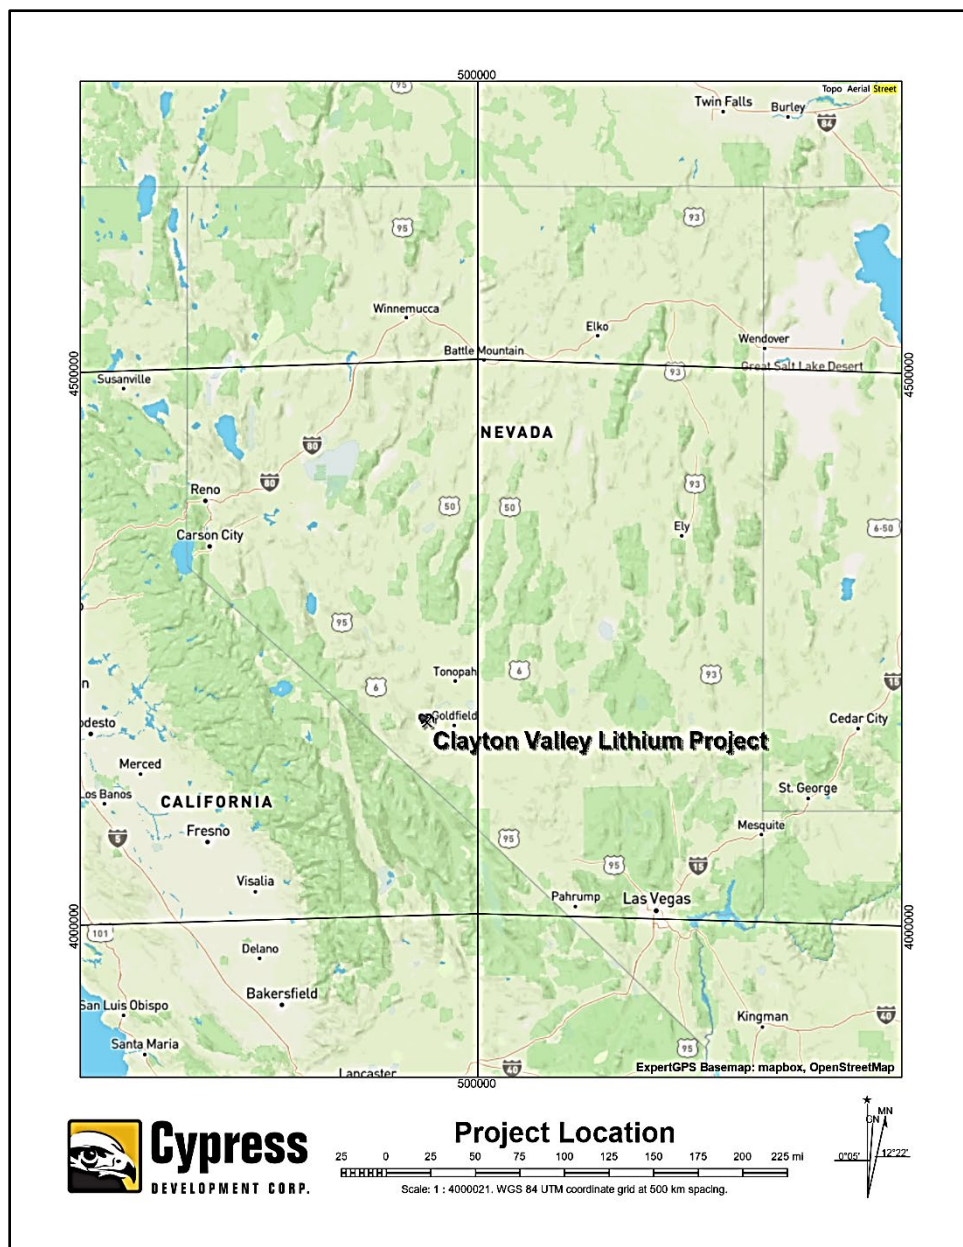 500000
Topo Aerial Street
95
Twin Falls
Burley
84
95
93
Winnemucca
Elko
Wendover
Battle Mountain
4500000
Susanville
93
Great Salt Lake Desert
4500000
NEVADA
80
80
93
Reno
50
50
Carson City
Ely
6-50
95
Tonopah
6
93
15
6
Goldfield
Cedar City
odesto
Clayton Valley Lithium Project
Merced
St. George
Los Banos
CALIFORNIA
Mesquite
5
Fresno
95
95
15
Visalia
Pahrump
Las Vegas
4000000
4000000
101
Delano
Bakersfield
San Luis Obispo
Kingman
40
Santa Maria
95
Lancaster
40
ExpertGPS Basemap: mapbox, OpenStreetMap
500000
Cypress
DEVELOPMENT CORP.
Project Location
25 0 25 50 75 100 125 150 175 200 225 mi
Scale: 1 : 4000021. WGS 84 UTM coordinate grid at 500 km spacing.
MN
GN
0°05'
12°22'